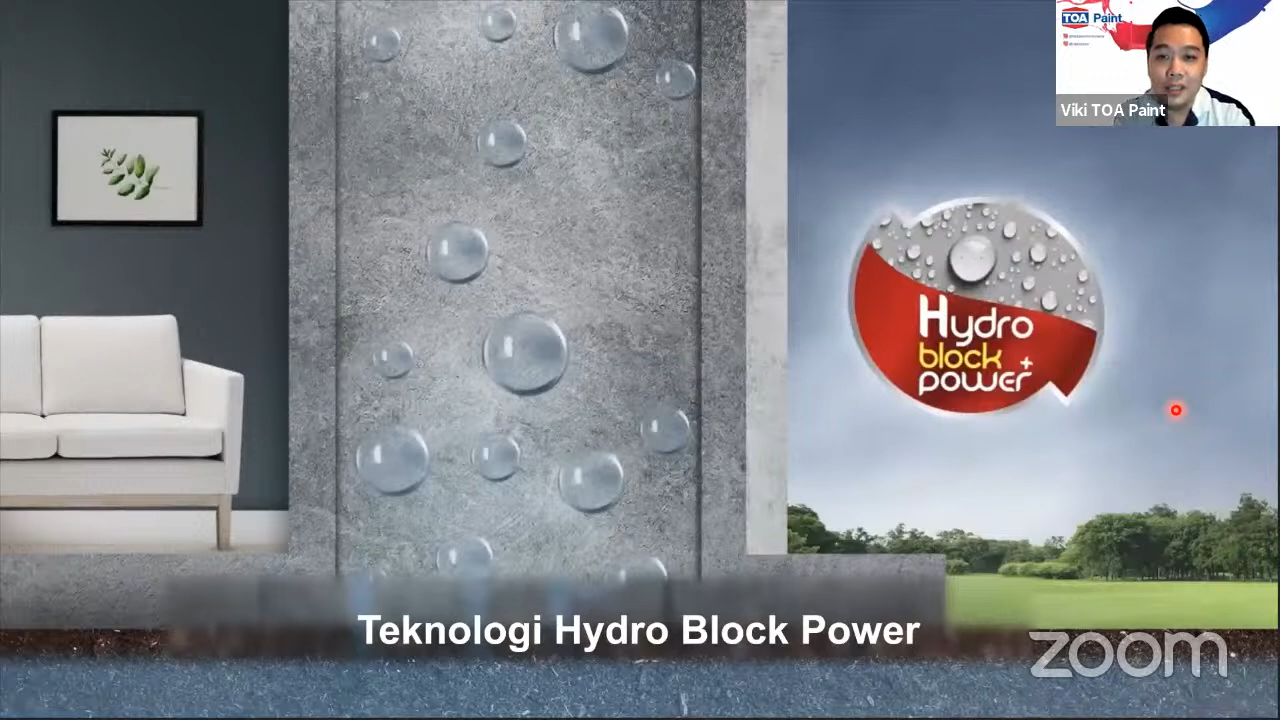 TOA Paint
Viki TOA Paint
Hydro
block +
power
Teknologi Hydro Block Power
zoom